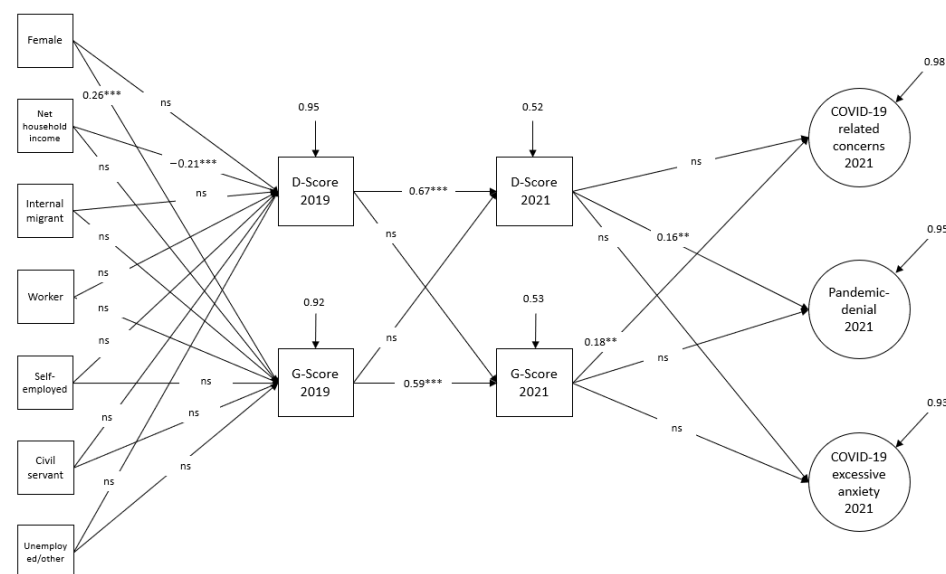 Female
Net
household
income
Internal
migrant
Worker
Self-
employed
Civil
servant
Unemploy
ed/other
0.26***
ns
ns
−0.21***
ns
ns
ns
ns
ns
ns
ns
ns
ns
ns
0.95
D-Score
2019
0.92
G-Score
2019
0.67***
ns
ns
0.59***
0.52
D-Score
2021
0.53
G-Score
2021
ns
ns
0.16**
0.18**
ns
ns
0.98
COVID-19
related
concerns
2021
0.95
Pandemic-
denial
2021
0.93
COVID-19
excessive
anxiety
2021